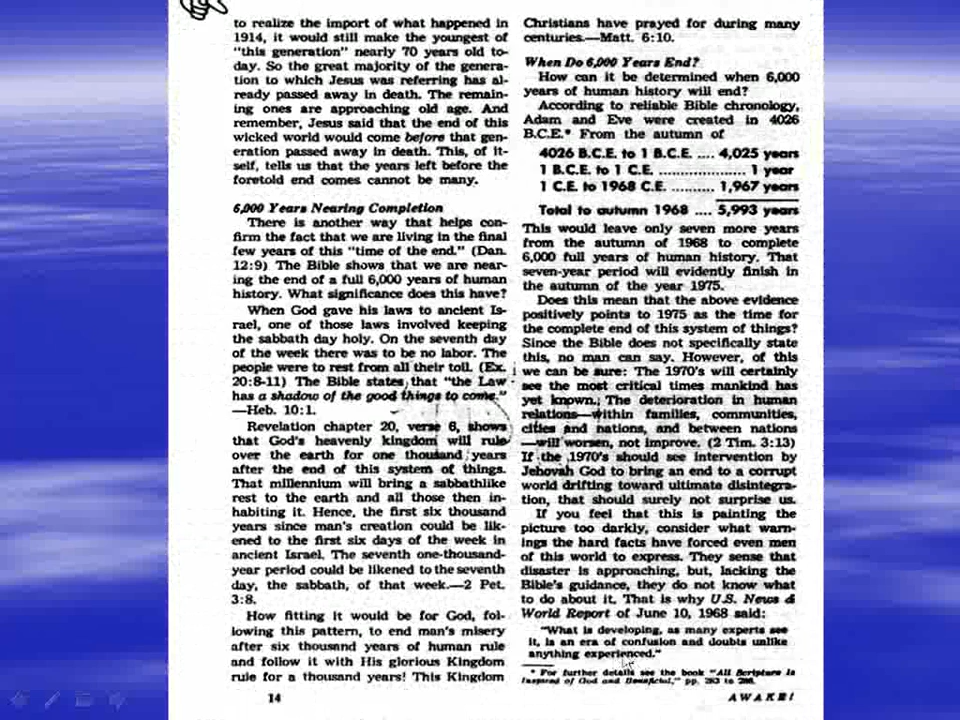 to realize the import of what happened in
1914, it would still make the youngest of
"this generation" nearly 70 years old to-
day. So the great majority of the genera-
tion to which Jesus was referring has al-
ready passed away in death. The remain-
ing ones are approaching old age. And
remember, Jesus said that the end of this
wicked world would come before that gen-
eration passed away in death. This, of it-
self, tells us that the years left before the
foretold end comes cannot be many.
6,000 Years Nearing Completion
There is another way that helps con-
firm the fact that we are living in the final
few years of this "time of the end." (Dan.
12:9) The Bible shows that we are near-
ing the end of a full 6,000 years of human
history. What significance does this have?
When God gave his laws to ancient Is-
rael, one of those laws involved keeping
the sabbath day holy. On the seventh day
of the week there was to be no labor. The
people were to rest from all their toil. (Ex.
20:8-11) The Bible states that "the Law
has a shadow of the good things to come."
—Heb. 10:1.
Revelation chapter 20, verse 6, shows
that God's heavenly kingdom will rule
over the earth for one thousand years
after the end of this system of things.
That millennium will bring a sabbathlike
rest to the earth and all those then in-
habiting it. Hence, the first six thousand
years since man's creation could be lik-
ened to the first six days of the week in
ancient Israel. The seventh one-thousand-
year period could be likened to the seventh
day, the sabbath, of that week.—2 Pet.
3:8.
How fitting it would be for God, fol-
lowing this pattern, to end man's misery
after six thousand years of human rule
and follow it with His glorious Kingdom
rule for a thousand years! This Kingdom
14
Christians have prayed for during many
centuries.—Matt. 6:10.
When Do 6,000 Years End?
How can it be determined when 6,000
years of human history will end?
According to reliable Bible chronology,
Adam and Eve were created in 4026
B.C.E.* From the autumn of
4026 B.C.E. to 1 B.C.E. .... 4,025 years
1 B.C.E. to 1 C.E. .................... 1 year
1 C.E. to 1968 C.E. .......... 1,967 years
Total to autumn 1968 .... 5,993 years
This would leave only seven more years
from the autumn of 1968 to complete
6,000 full years of human history. That
seven-year period will evidently finish in
the autumn of the year 1975.
Does this mean that the above evidence
positively points to 1975 as the time for
the complete end of this system of things?
Since the Bible does not specifically state
this, no man can say. However, of this
we can be sure: The 1970's will certainly
see the most critical times mankind has
yet known. The deterioration in human
relations—within families, communities,
cities and nations, and between nations
—will worsen, not improve. (2 Tim. 3:13)
If the 1970's should see intervention by
Jehovah God to bring an end to a corrupt
world drifting toward ultimate disintegra-
tion, that should surely not surprise us.
If you feel that this is painting the
picture too darkly, consider what warn-
ings the hard facts have forced even men
of this world to express. They sense that
disaster is approaching, but, lacking the
Bible's guidance, they do not know what
to do about it. That is why U.S. News &
World Report of June 10, 1968 said:
"What is developing, as many experts see
it, is an era of confusion and doubts unlike
anything experienced."
* For further details see the book "All Scripture Is
Inspired of God and Beneficial," pp. 283 to 286.
AWAKE!